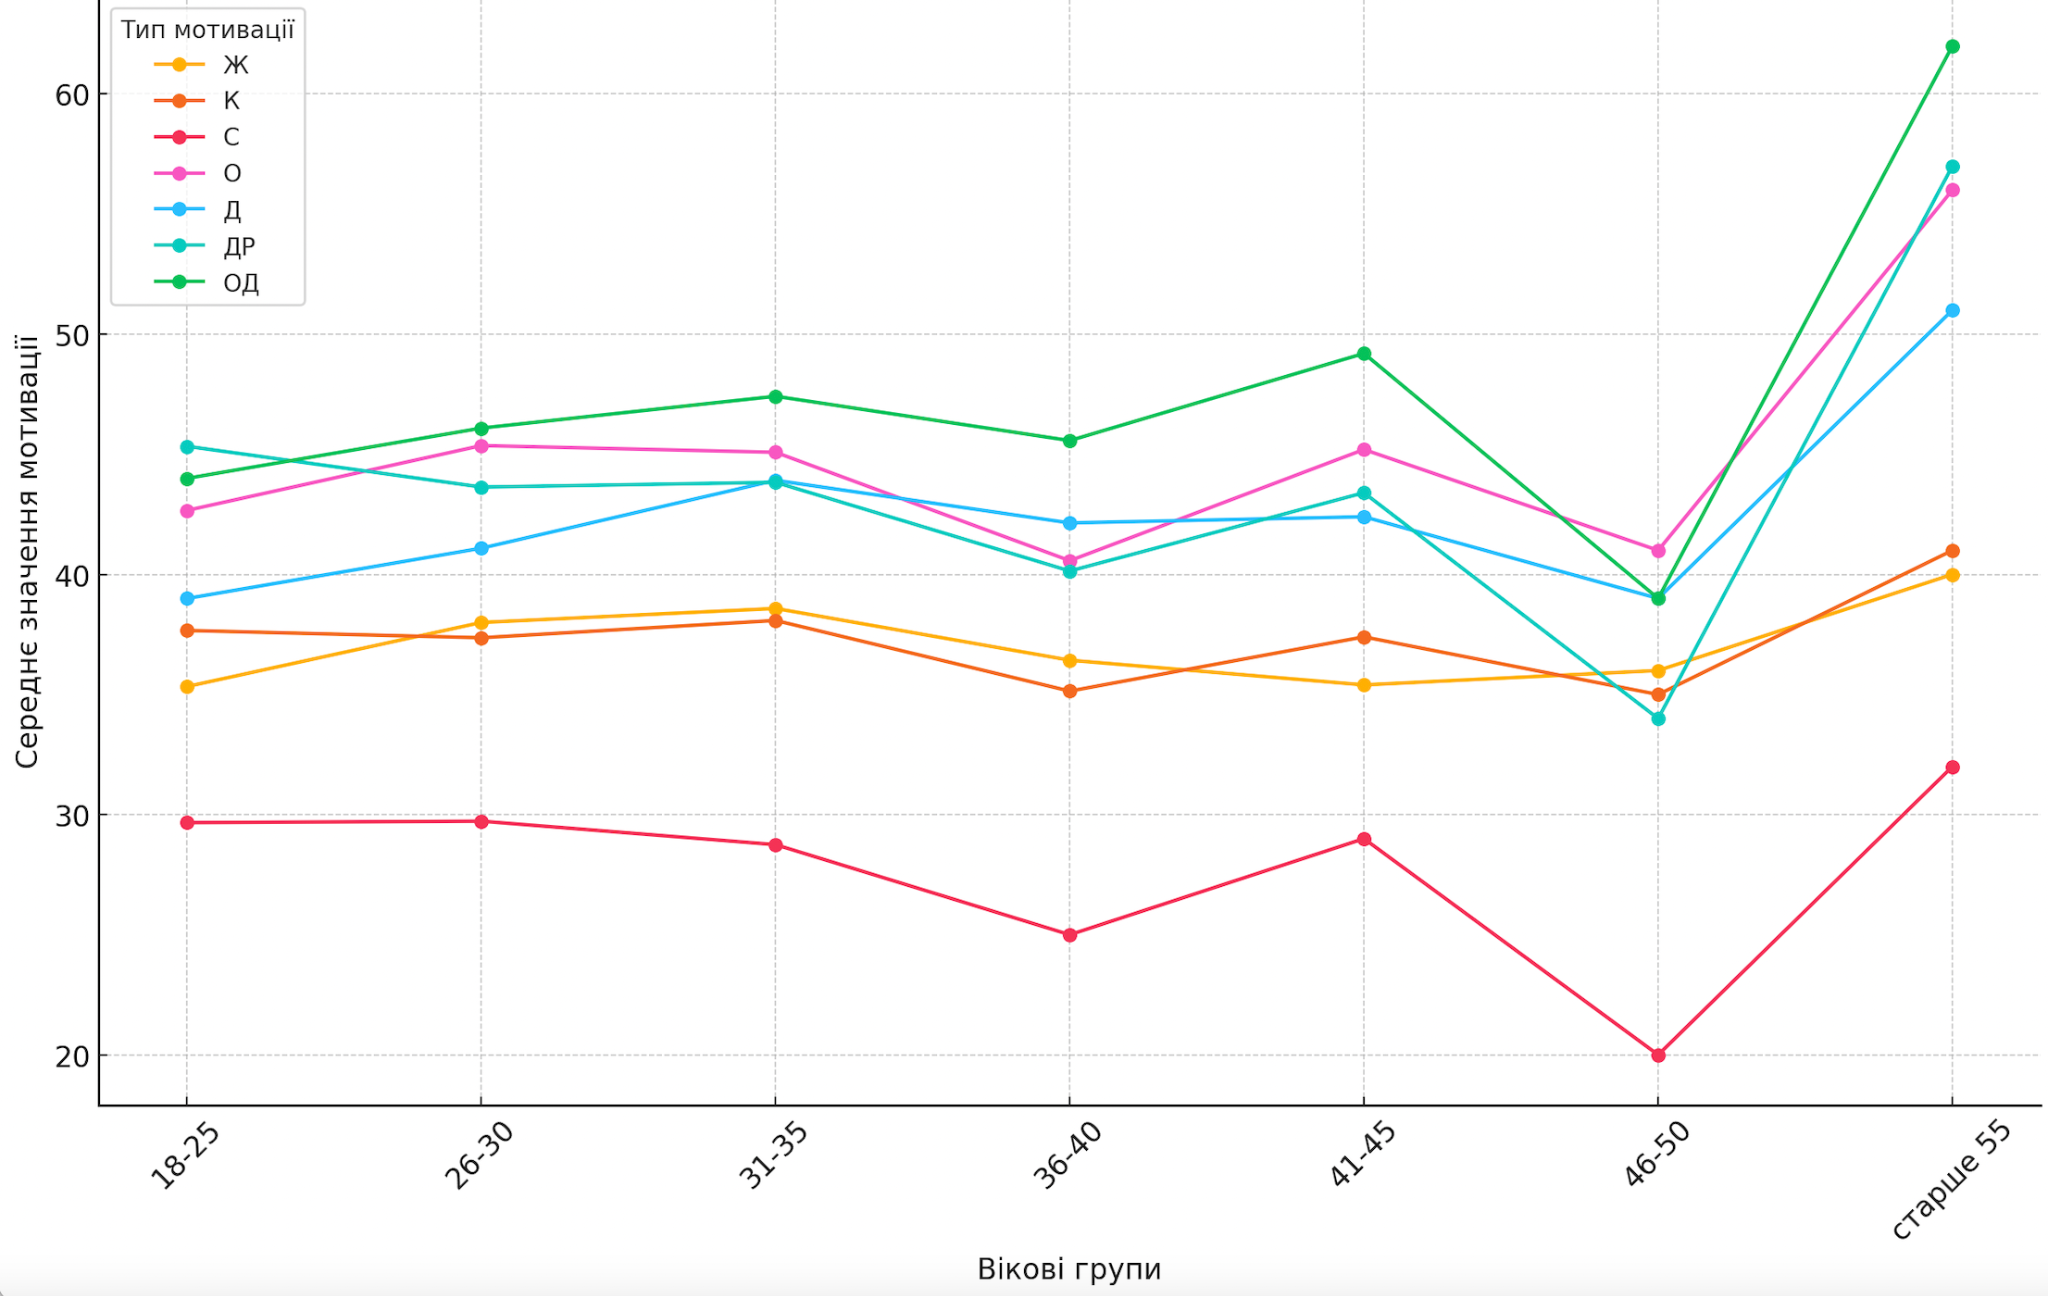 Тип мотивації
Ж
К
С
О
Д
ДР
ОД
Середнє значення мотивації
60
50
40
30
20
18-25
26-30
31-35
36-40
41-45
46-50
старше 55
Вікові групи